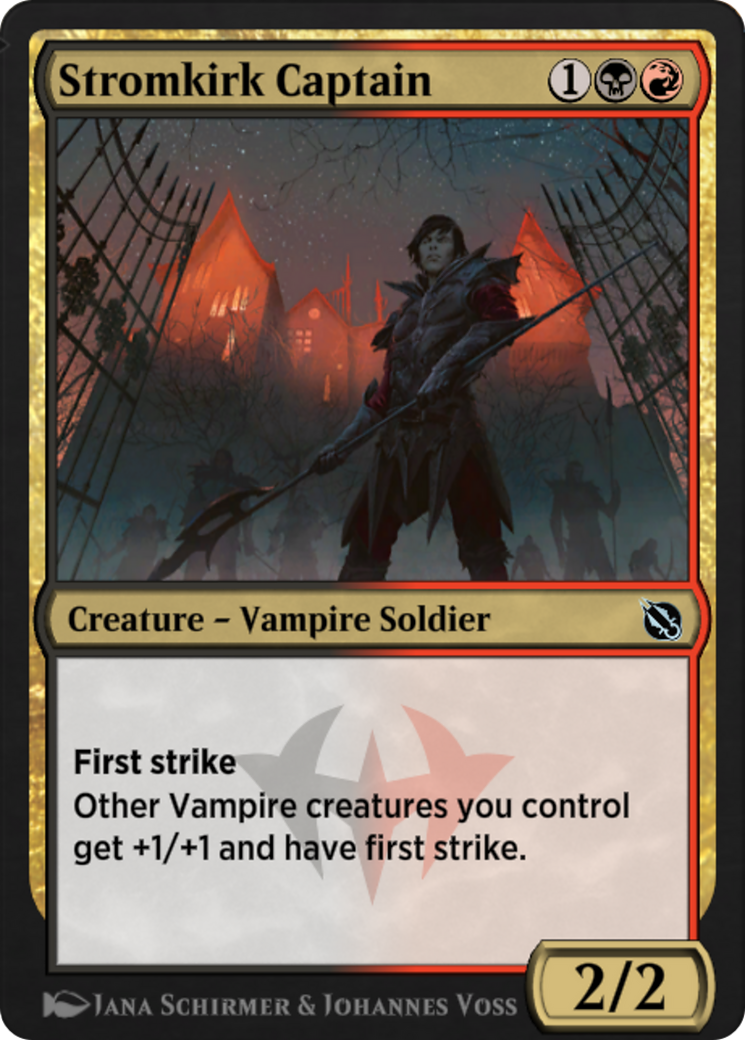 Stromkirk Captain 1
Creature – Vampire Soldier
First strike
Other Vampire creatures you control
get +1/+1 and have first strike.
2/2
Jana Schirmer & Johannes Voss